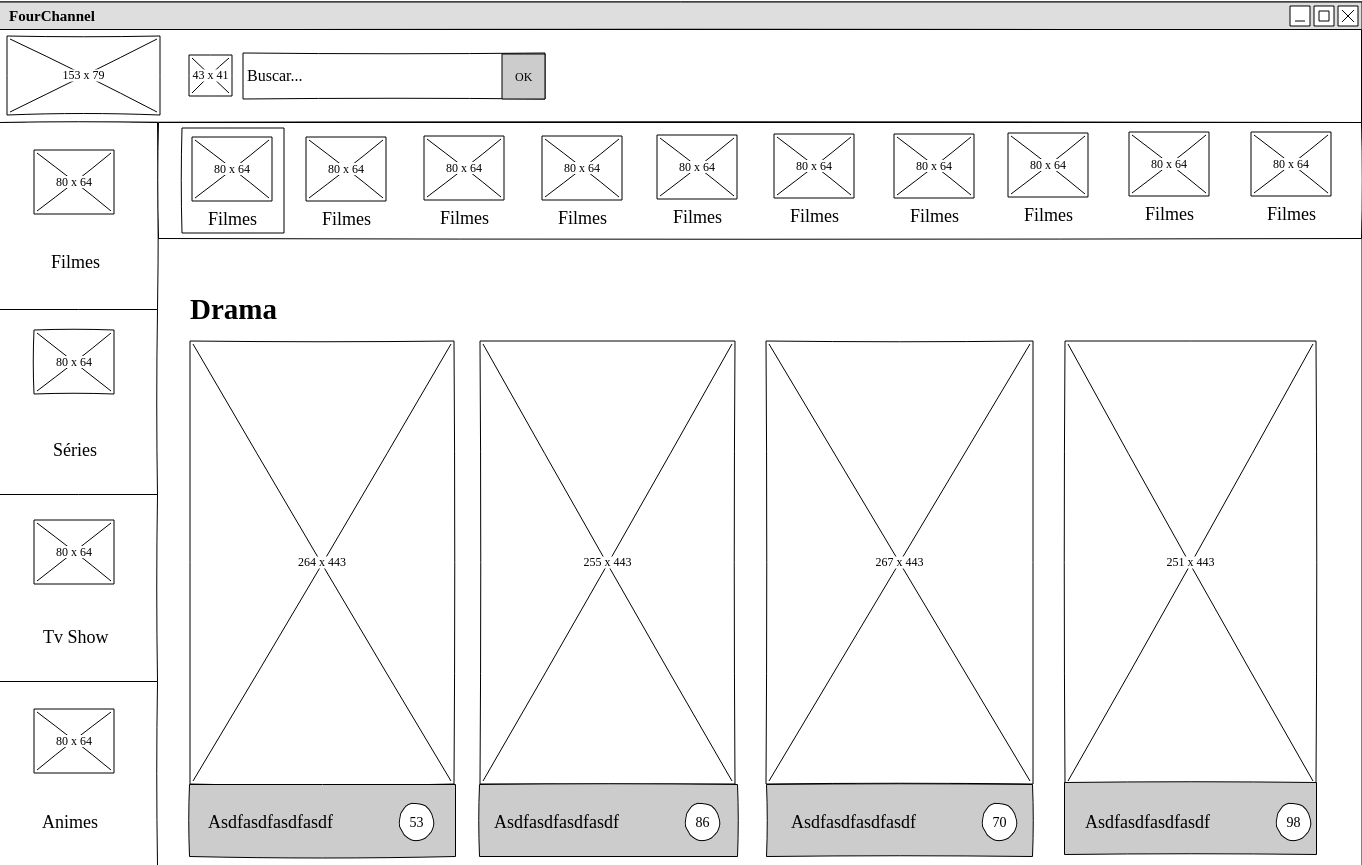 FourChannel
153 x 79
43 x 41
Buscar...
OK
80 x 64
Filmes
80 x 64
Séries
80 x 64
Tv Show
80 x 64
Animes
80 x 64 80 x 64 80 x 64 80 x 64 80 x 64 80 x 64 80 x 64 80 x 64 80 x 64 80 x 64
Filmes Filmes Filmes Filmes Filmes Filmes Filmes Filmes Filmes Filmes
Drama
264 x 443 255 x 443 267 x 443 251 x 443
Asdfasdfasdfasdf 53 Asdfasdfasdfasdf 86 Asdfasdfasdfasdf 70 Asdfasdfasdfasdf 98